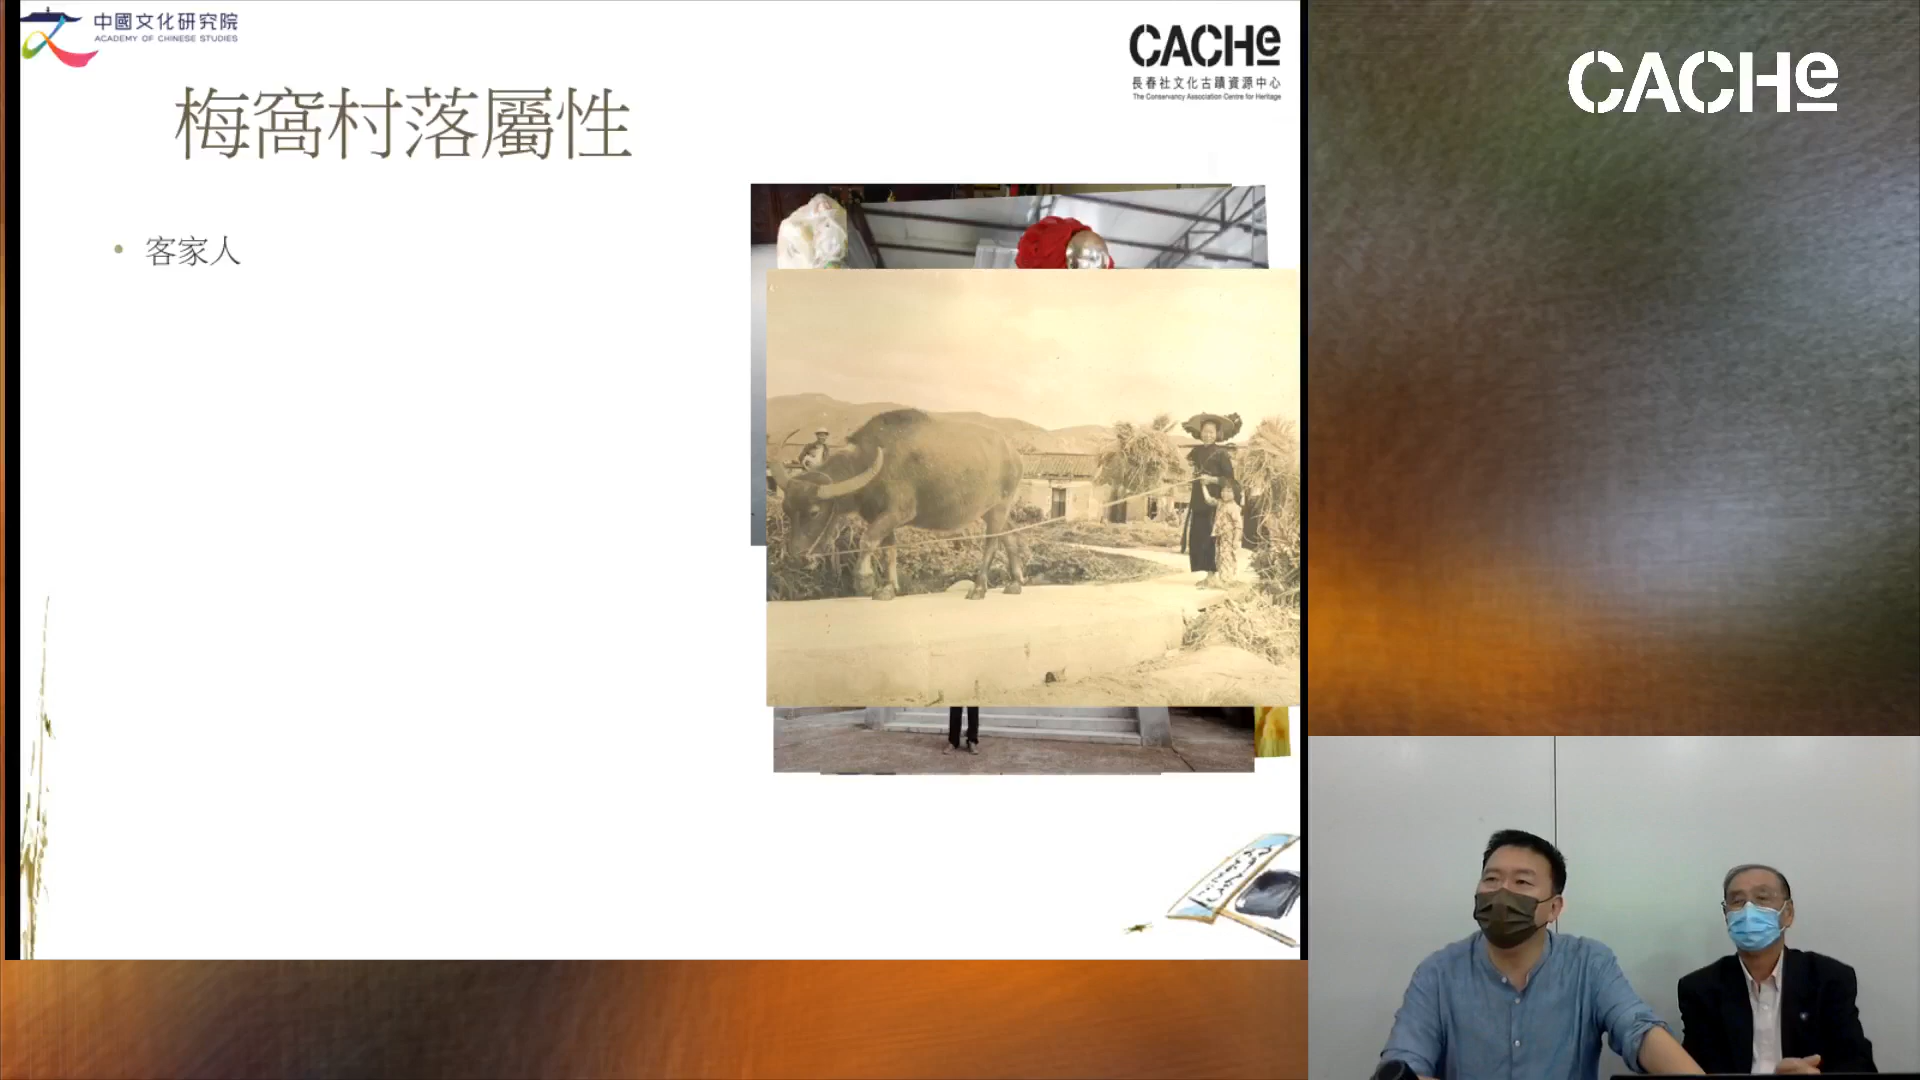 中國文化研究院
ACADEMY OF CHINESE STUDIES
CACHe
長春社文化古蹟資源中心
The Conservancy Association Centre for Heritage
CACHe
梅窩村落屬性
• 客家人